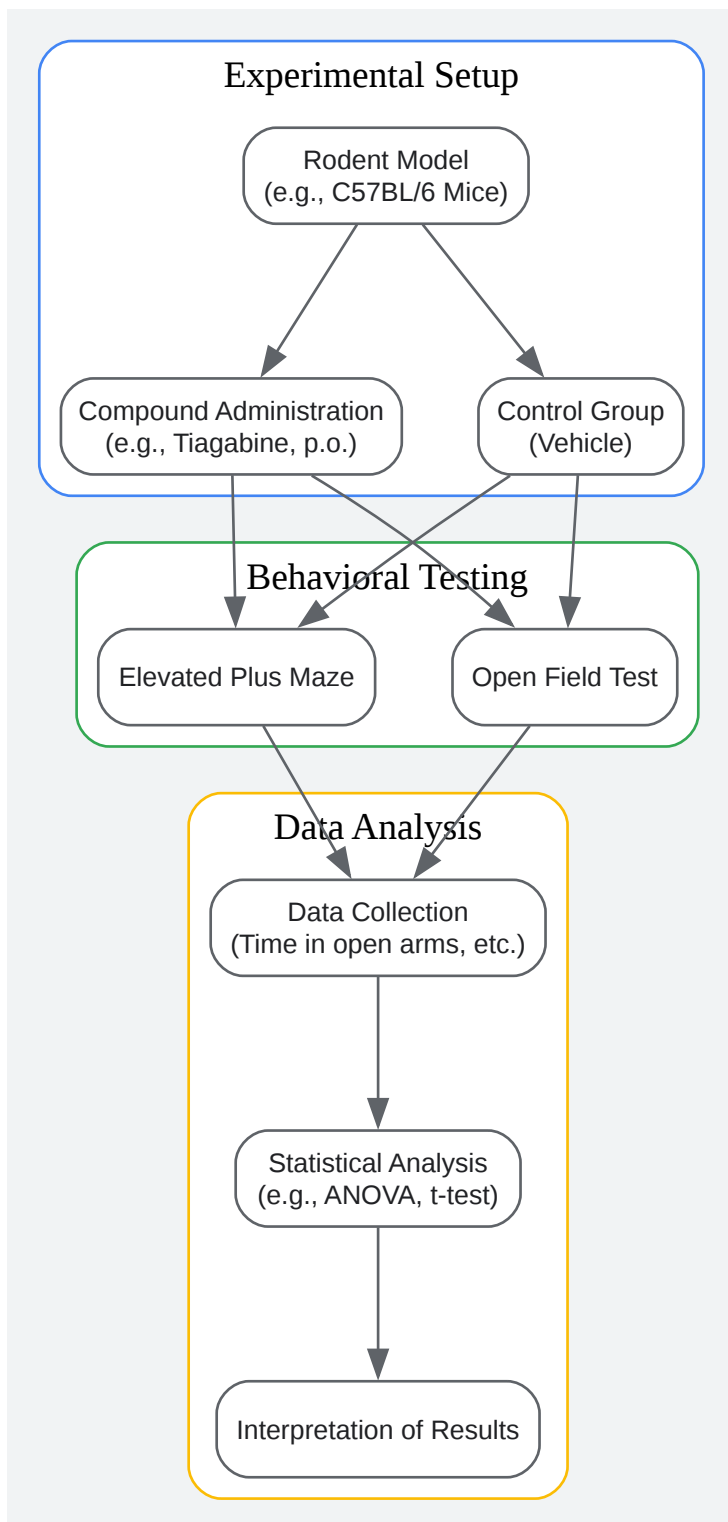 Experimental Setup
Rodent Model
(e.g., C57BL/6 Mice)
Compound Administration
(e.g., Tiagabine, p.o.)
Control Group
(Vehicle)
Behavioral Testing
Elevated Plus Maze
Open Field Test
Data Analysis
Data Collection
(Time in open arms, etc.)
Statistical Analysis
(e.g., ANOVA, t-test)
Interpretation of Results